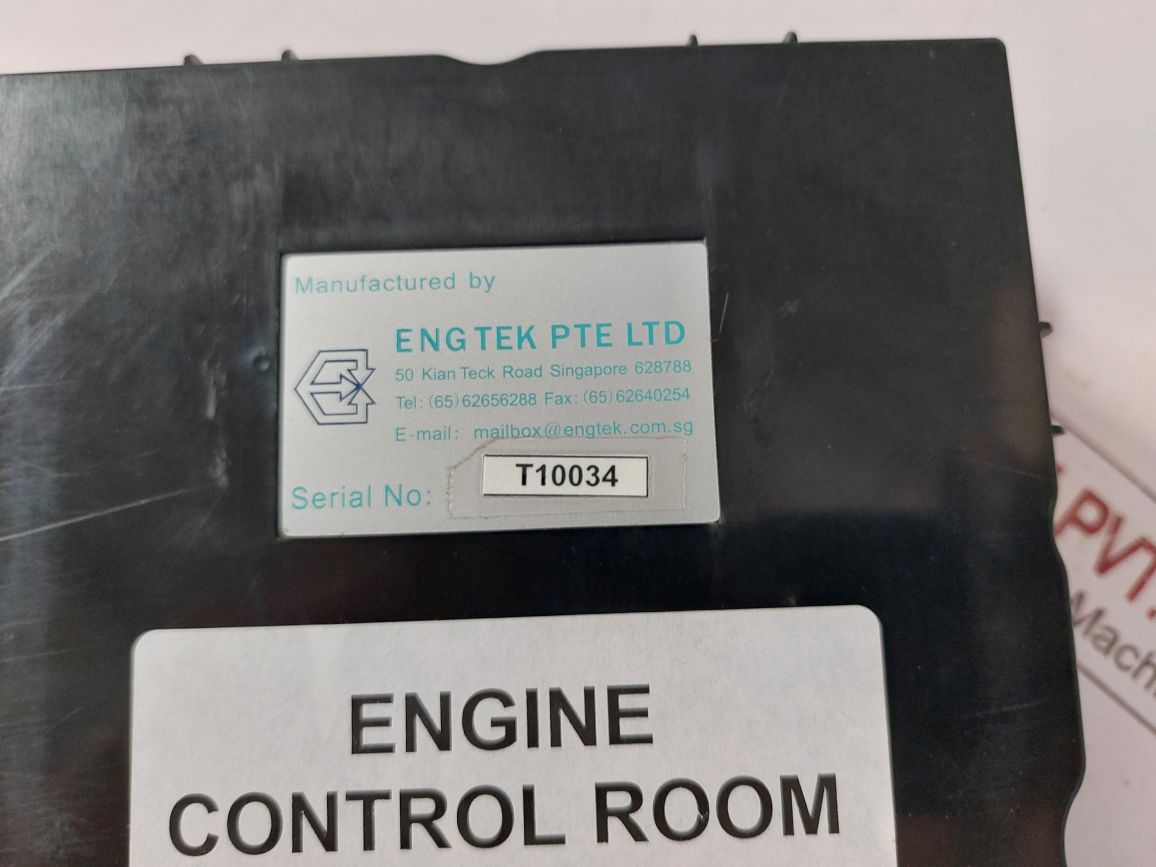 Manufactured by
ENGTEK PTE LTD
50 Kian Teck Road Singapore 628788
Tel: (65) 62656288 Fax: (65) 62640254
E-mail: mailbox@engtek.com.sg
Serial No: T10034
ENGINE
CONTROL ROOM
PVT.